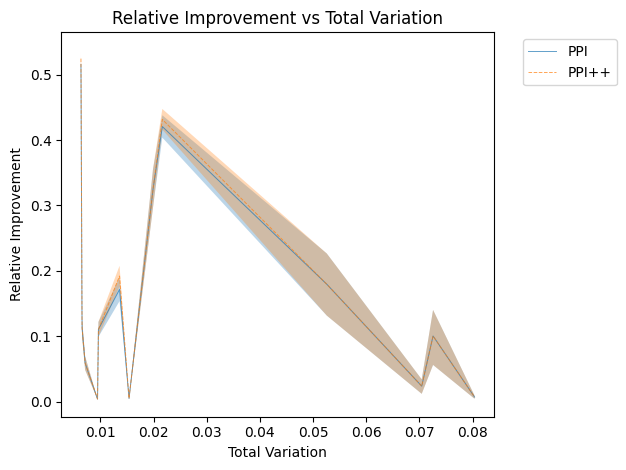 Relative Improvement vs Total Variation
PPI
PPI++
Relative Improvement
0.5
0.4
0.3
0.2
0.1
0.0
0.01 0.02 0.03 0.04 0.05 0.06 0.07 0.08
Total Variation